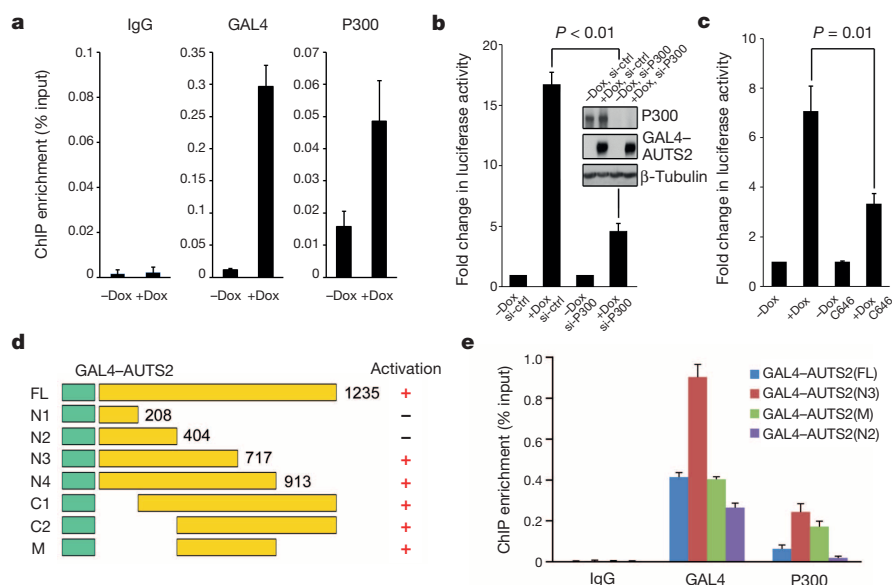 a
IgG
GAL4
P300
ChIP enrichment (% input)
0.1
0.08
0.06
0.04
0.02
0
0.35
0.3
0.25
0.2
0.15
0.1
0.05
0
0.06
0.05
0.04
0.03
0.02
0.01
0
–Dox +Dox
–Dox +Dox
–Dox +Dox
b
P < 0.01
Fold change in luciferase activity
20
15
10
5
0
–Dox, si-ctrl
+Dox, si-ctrl
–Dox, si-P300
+Dox, si-P300
P300
GAL4–
AUTS2
β-Tubulin
–Dox
si-ctrl
+Dox
si-ctrl
–Dox
si-P300
+Dox
si-P300
c
P = 0.01
Fold change in luciferase activity
10
8
6
4
2
0
–Dox
+Dox
–Dox
C646
+Dox
C646
d
GAL4–AUTS2
Activation
FL 1235 +
N1 208 –
N2 404 –
N3 717 +
N4 913 +
C1 +
C2 +
M +
e
ChIP enrichment (% input)
1.0
0.8
0.6
0.4
0.2
0
GAL4–AUTS2(FL)
GAL4–AUTS2(N3)
GAL4–AUTS2(M)
GAL4–AUTS2(N2)
IgG
GAL4
P300